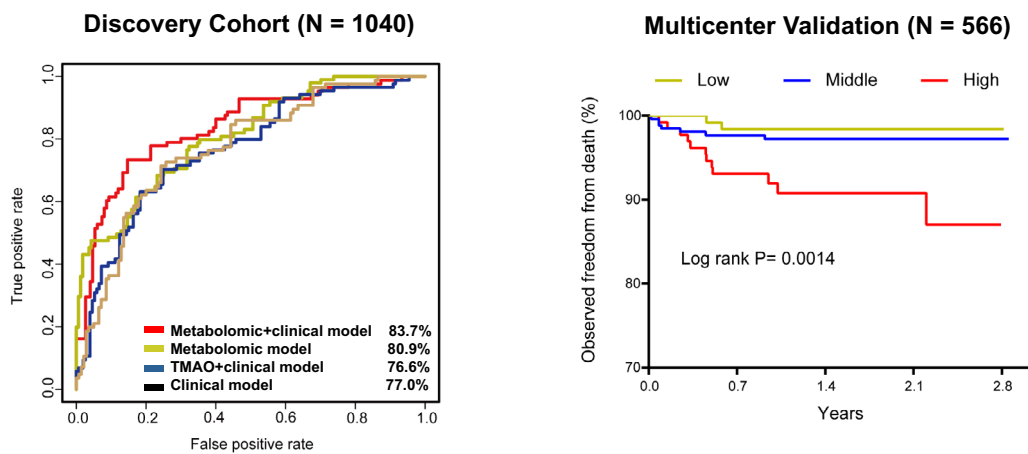 Discovery Cohort (N = 1040)
True positive rate
1.0
0.8
0.6
0.4
0.2
0.0
Metabolomic+clinical model 83.7%
Metabolomic model 80.9%
TMAO+clinical model 76.6%
Clinical model 77.0%
0.0 0.2 0.4 0.6 0.8 1.0
False positive rate
Multicenter Validation (N = 566)
Low Middle High
Observed freedom from death (%)
100
90
80
70
Log rank P= 0.0014
0.0 0.7 1.4 2.1 2.8
Years